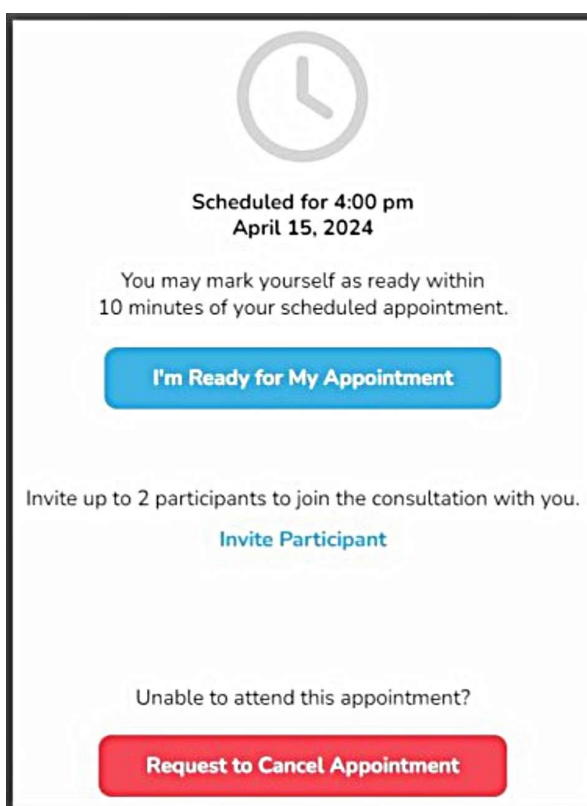 Scheduled for 4:00 pm
April 15, 2024
You may mark yourself as ready within
10 minutes of your scheduled appointment.
I'm Ready for My Appointment
Invite up to 2 participants to join the consultation with you.
Invite Participant
Unable to attend this appointment?
Request to Cancel Appointment